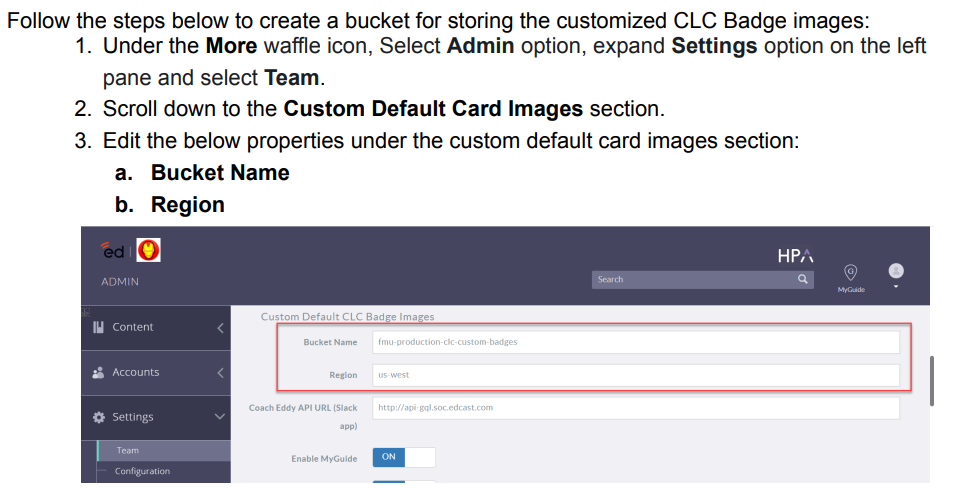 Follow the steps below to create a bucket for storing the customized CLC Badge images:
1. Under the More waffle icon, Select Admin option, expand Settings option on the left
pane and select Team.
2. Scroll down to the Custom Default Card Images section.
3. Edit the below properties under the custom default card images section:
a. Bucket Name
b. Region
ed
HPA
ADMIN
Search
G
MyGuide
Custom Default CLC Badge Images
Content
Bucket Name fmu-production-clc-custom-badges
Accounts
Region us-west
Settings
Coach Eddy API URL (Slack http://api-gql.soc.edcast.com
app)
Team
Enable MyGuide ON
Configuration